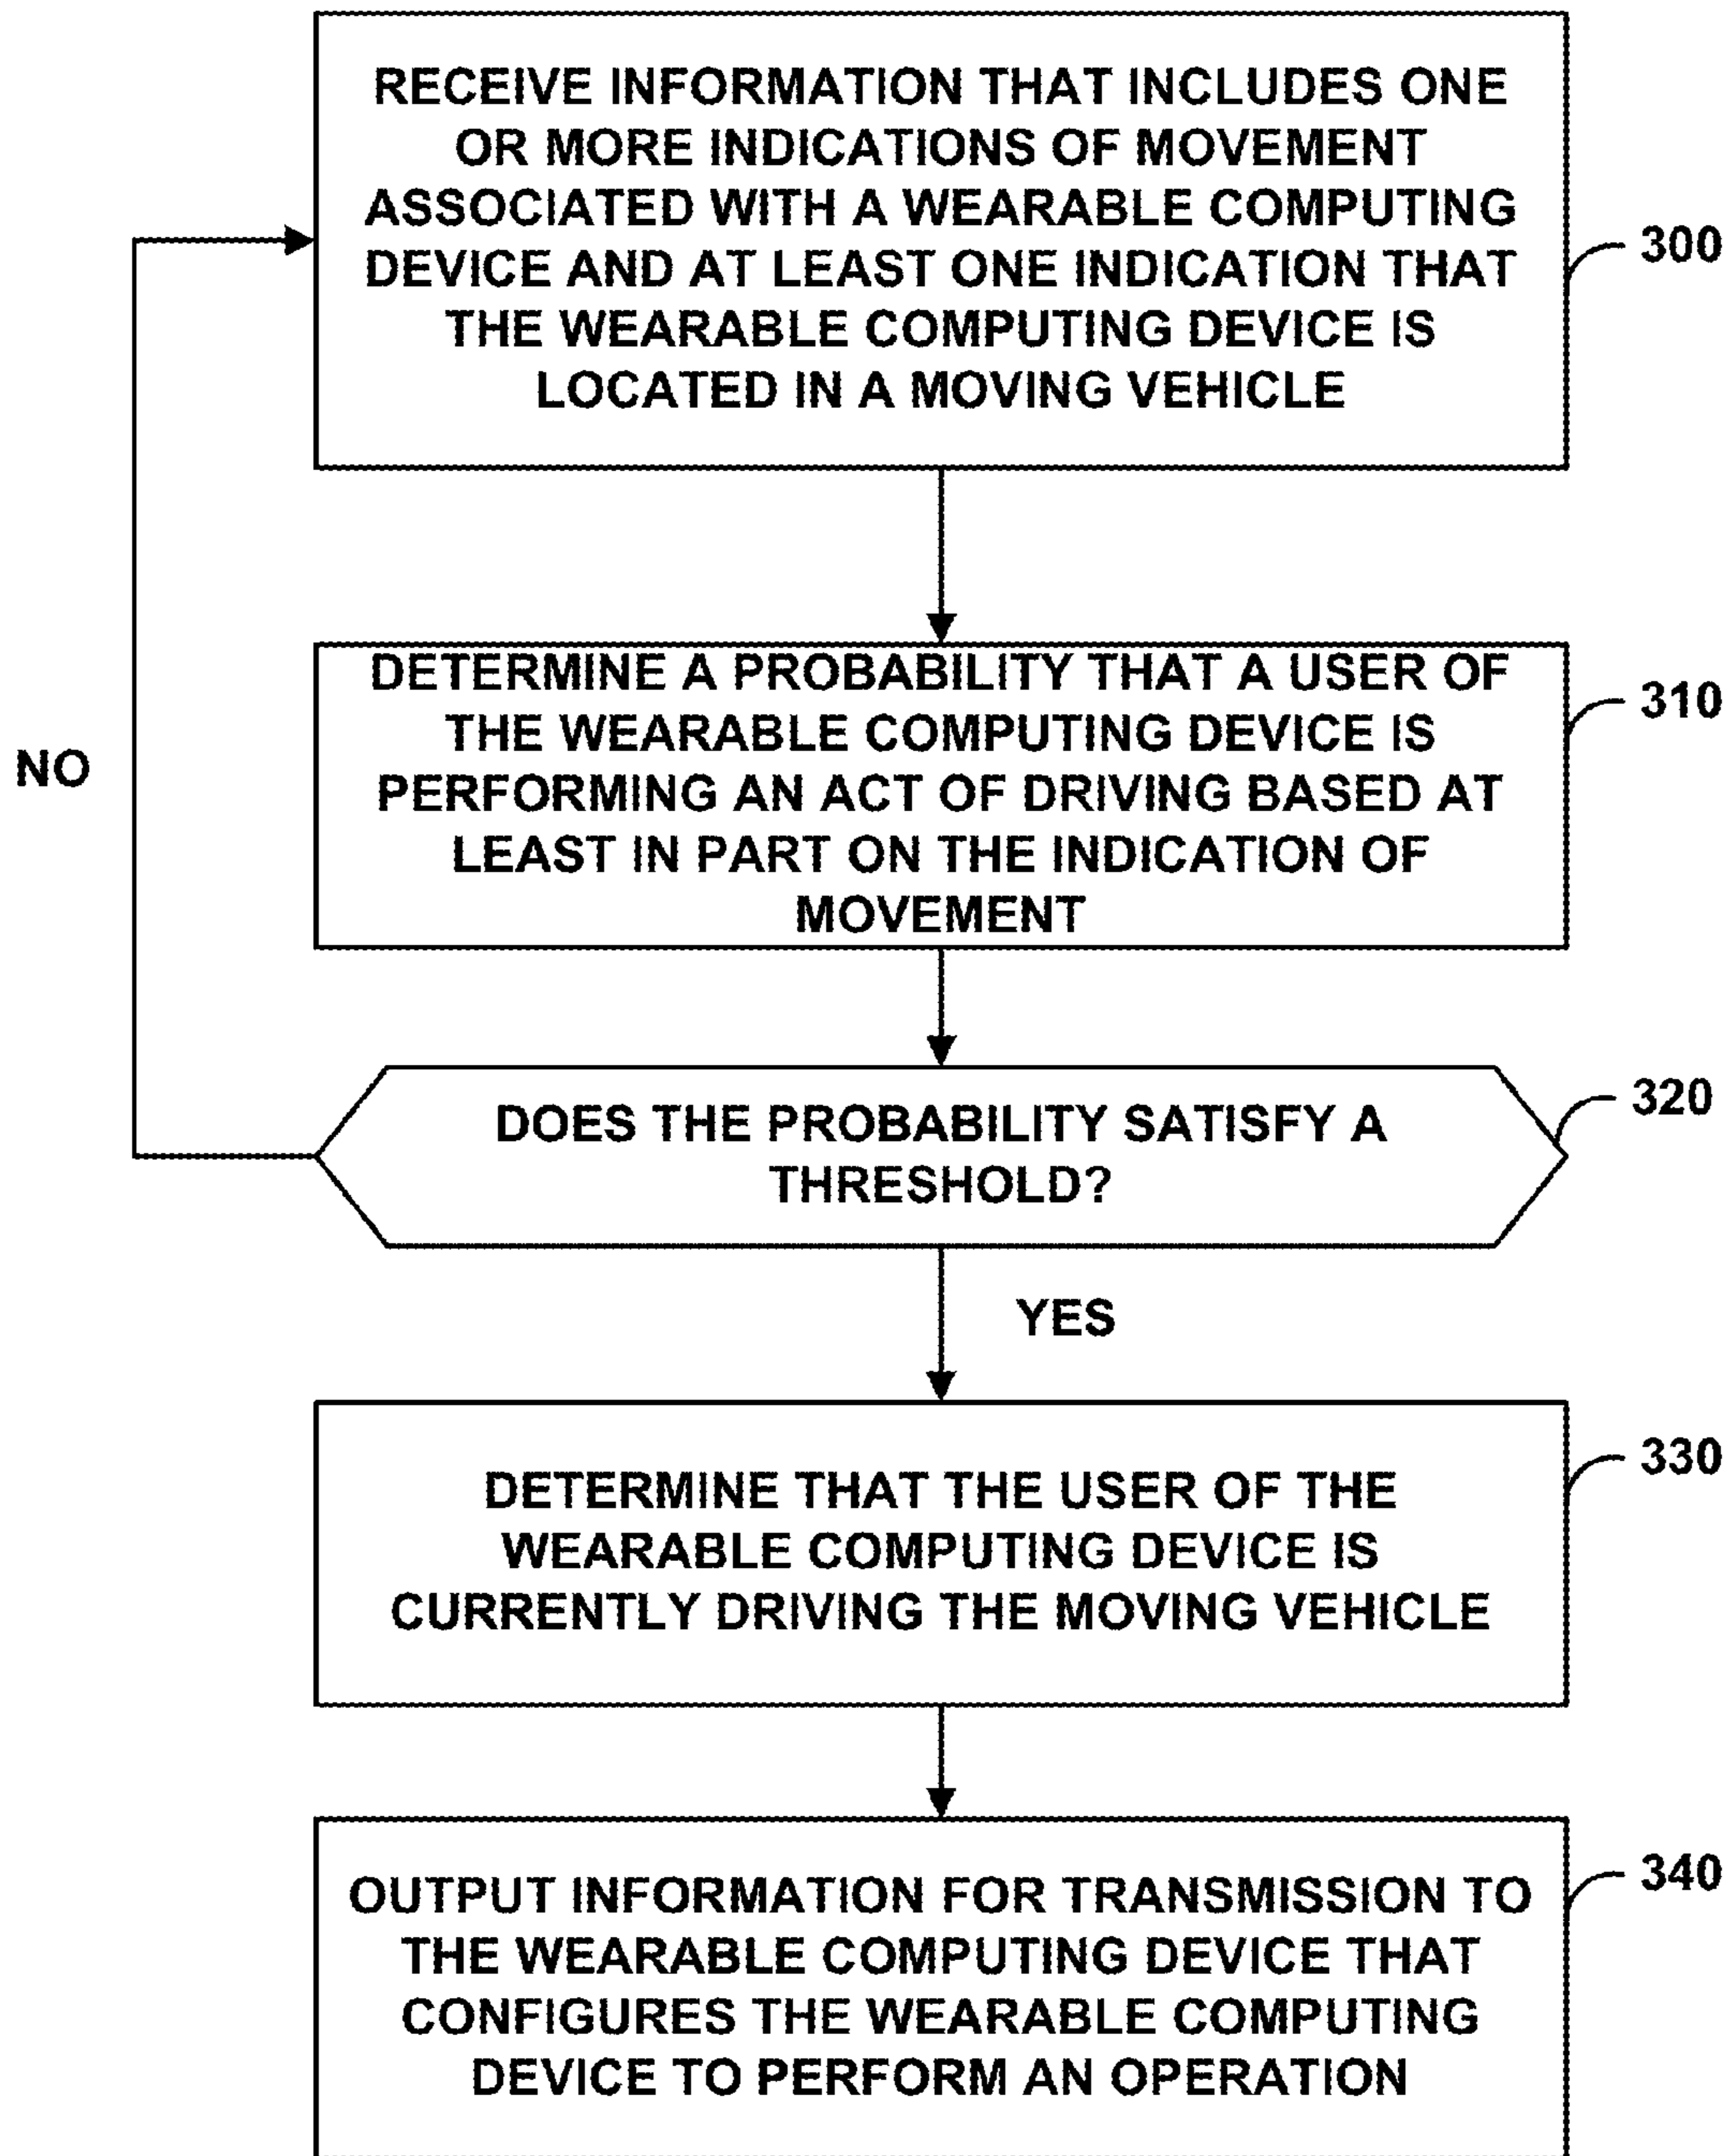 RECEIVE INFORMATION THAT INCLUDES ONE
OR MORE INDICATIONS OF MOVEMENT
ASSOCIATED WITH A WEARABLE COMPUTING
DEVICE AND AT LEAST ONE INDICATION THAT
THE WEARABLE COMPUTING DEVICE IS
LOCATED IN A MOVING VEHICLE
300
DETERMINE A PROBABILITY THAT A USER OF
THE WEARABLE COMPUTING DEVICE IS
PERFORMING AN ACT OF DRIVING BASED AT
LEAST IN PART ON THE INDICATION OF
MOVEMENT
310
NO
DOES THE PROBABILITY SATISFY A
THRESHOLD?
320
YES
DETERMINE THAT THE USER OF THE
WEARABLE COMPUTING DEVICE IS
CURRENTLY DRIVING THE MOVING VEHICLE
330
OUTPUT INFORMATION FOR TRANSMISSION TO
THE WEARABLE COMPUTING DEVICE THAT
CONFIGURES THE WEARABLE COMPUTING
DEVICE TO PERFORM AN OPERATION
340